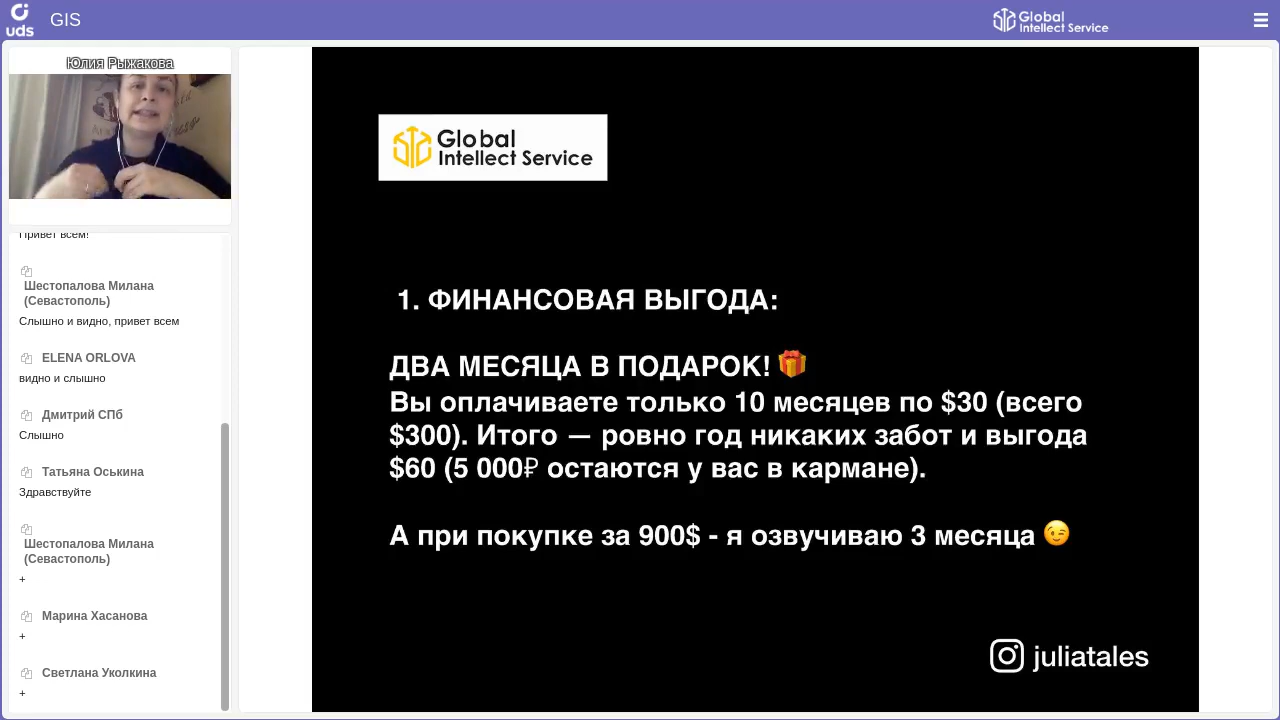 uds
GIS
Global
Intellect Service
Юлия Рыжакова
Привет всем!
Шестопалова Милана
(Севастополь)
Слышно и видно, привет всем
ELENA ORLOVA
видно и слышно
Дмитрий СПб
Слышно
Татьяна Оськина
Здравствуйте
Шестопалова Милана
(Севастополь)
+
Марина Хасанова
+
Светлана Уколкина
+
Global
Intellect Service
1. ФИНАНСОВАЯ ВЫГОДА:
ДВА МЕСЯЦА В ПОДАРОК! 🎁
Вы оплачиваете только 10 месяцев по $30 (всего
$300). Итого — ровно год никаких забот и выгода
$60 (5 000₽ остаются у вас в кармане).
А при покупке за 900$ - я озвучиваю 3 месяца 😉
juliatales